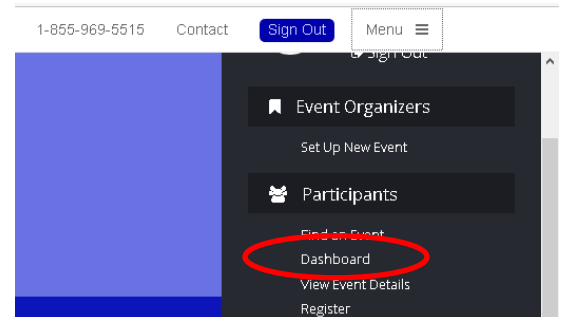 1-855-969-5515 Contact Sign Out Menu
Sign Out
Event Organizers
Set Up New Event
Participants
Find an Event
Dashboard
View Event Details
Register